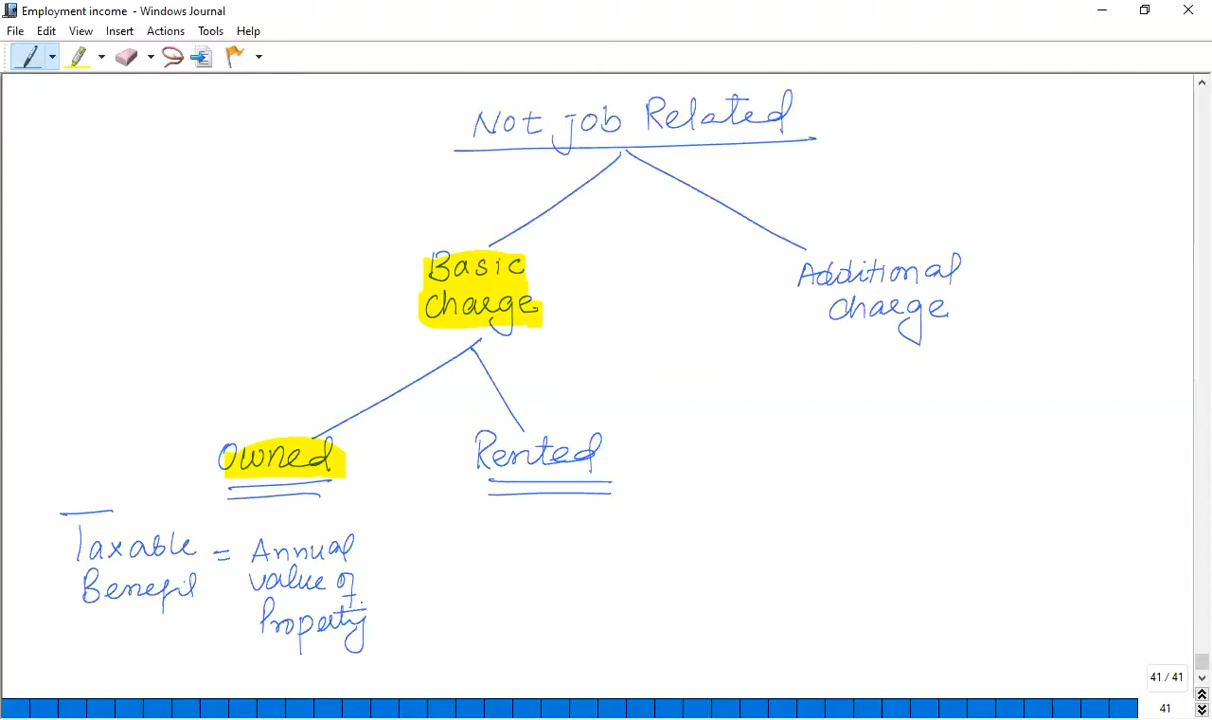 Employment income - Windows Journal
File Edit View Insert Actions Tools Help
Not job Related
Basic
charge
Additional
charge
Owned
Rented
Taxable = Annual
Benefit value of
Property
41 / 41
41